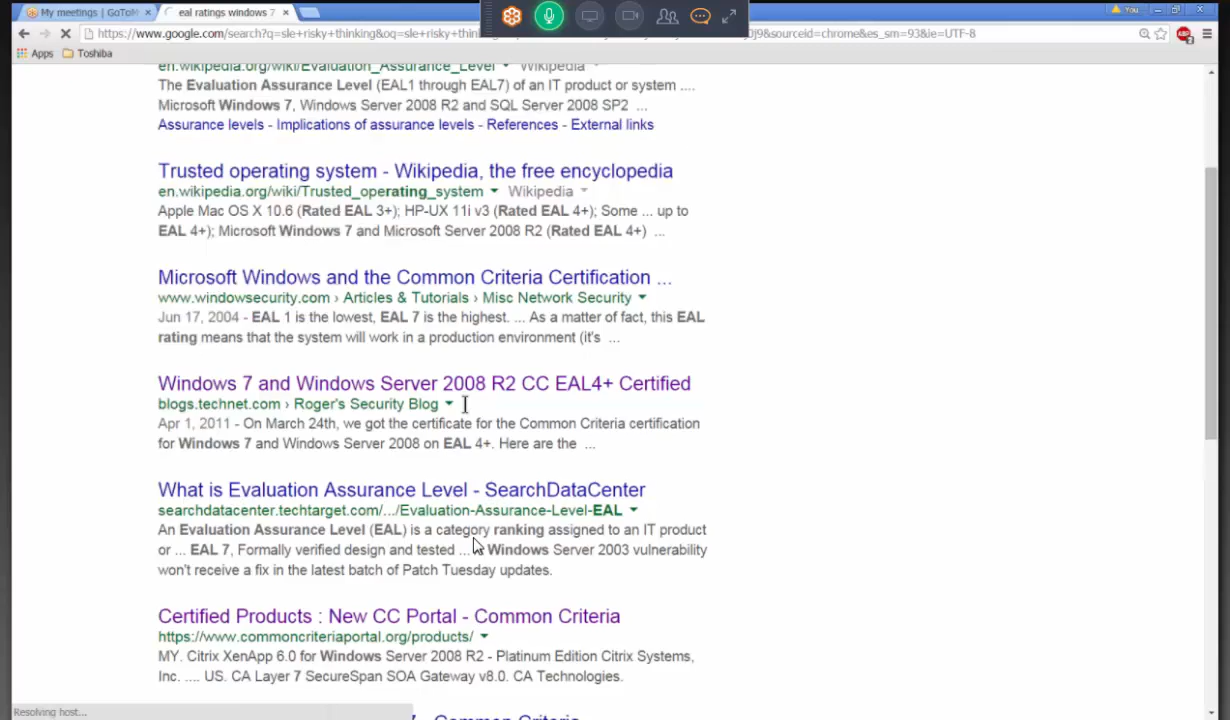 My meetings | GoToM
eal ratings windows 7
You
https://www.google.com/search?q=sle+risky+thinking&oq=sle+risky+thin
0j9&sourceid=chrome&es_sm=93&ie=UTF-8
Apps Toshiba
en.wikipedia.org/wiki/Evaluation_Assurance_Level Wikipedia
The Evaluation Assurance Level (EAL1 through EAL7) of an IT product or system ....
Microsoft Windows 7, Windows Server 2008 R2 and SQL Server 2008 SP2 ...
Assurance levels - Implications of assurance levels - References - External links
Trusted operating system - Wikipedia, the free encyclopedia
en.wikipedia.org/wiki/Trusted_operating_system Wikipedia
Apple Mac OS X 10.6 (Rated EAL 3+); HP-UX 11i v3 (Rated EAL 4+); Some ... up to
EAL 4+); Microsoft Windows 7 and Microsoft Server 2008 R2 (Rated EAL 4+) ...
Microsoft Windows and the Common Criteria Certification ...
www.windowsecurity.com › Articles & Tutorials › Misc Network Security
Jun 17, 2004 - EAL 1 is the lowest, EAL 7 is the highest. ... As a matter of fact, this EAL
rating means that the system will work in a production environment (it's ...
Windows 7 and Windows Server 2008 R2 CC EAL4+ Certified
blogs.technet.com › Roger's Security Blog
Apr 1, 2011 - On March 24th, we got the certificate for the Common Criteria certification
for Windows 7 and Windows Server 2008 on EAL 4+. Here are the ...
What is Evaluation Assurance Level - SearchDataCenter
searchdatacenter.techtarget.com/.../Evaluation-Assurance-Level-EAL
An Evaluation Assurance Level (EAL) is a category ranking assigned to an IT product
or ... EAL 7, Formally verified design and tested .... Windows Server 2003 vulnerability
won't receive a fix in the latest batch of Patch Tuesday updates.
Certified Products : New CC Portal - Common Criteria
https://www.commoncriteriaportal.org/products/
MY. Citrix XenApp 6.0 for Windows Server 2008 R2 - Platinum Edition Citrix Systems,
Inc. .... US. CA Layer 7 SecureSpan SOA Gateway v8.0. CA Technologies.
- Common Criteria
Resolving host...